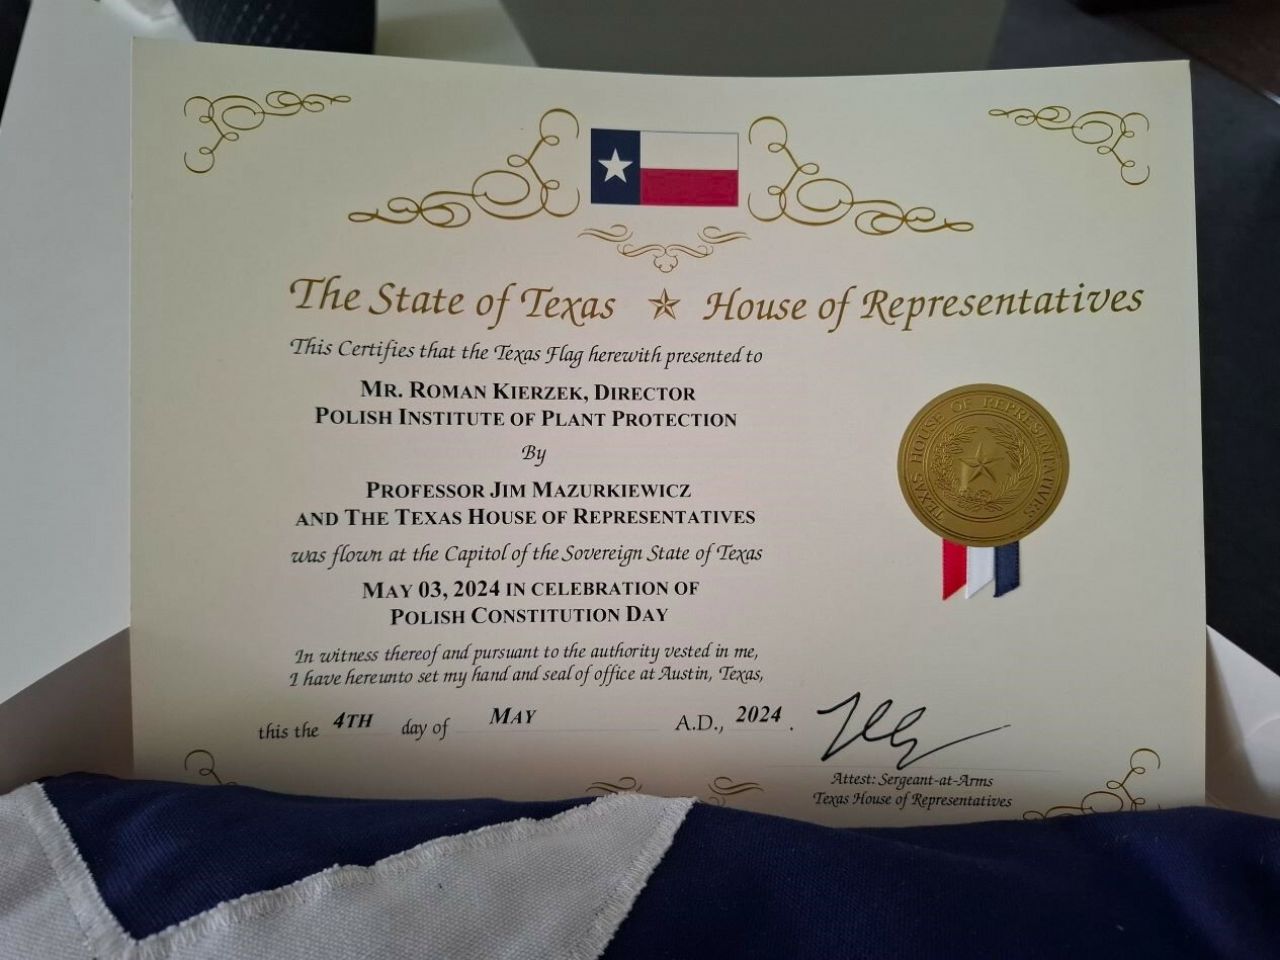 The State of Texas House of Representatives
This Certifies that the Texas Flag herewith presented to
MR. ROMAN KIERZEK, DIRECTOR
POLISH INSTITUTE OF PLANT PROTECTION
By
PROFESSOR JIM MAZURKIEWICZ
AND THE TEXAS HOUSE OF REPRESENTATIVES
was flown at the Capitol of the Sovereign State of Texas
MAY 03, 2024 IN CELEBRATION OF
POLISH CONSTITUTION DAY
In witness thereof and pursuant to the authority vested in me,
I have hereunto set my hand and seal of office at Austin, Texas,
this the 4TH day of MAY A.D., 2024.
Attest: Sergeant-at-Arms
Texas House of Representatives
TEXAS HOUSE OF REPRESENTATIVES